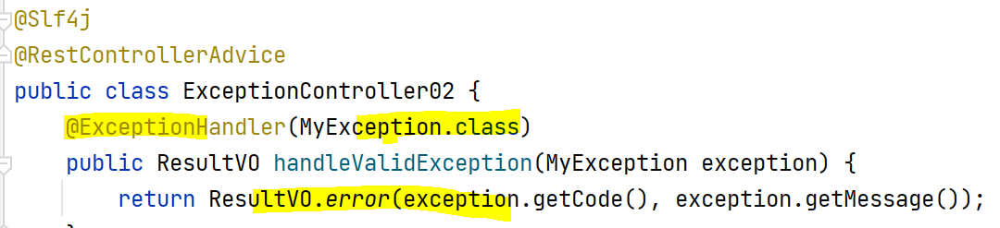 @Slf4j
@RestControllerAdvice
public class ExceptionController02 {
@ExceptionHandler(MyException.class)
public ResultVO handleValidException(MyException exception) {
return ResultVO.error(exception.getCode(), exception.getMessage());